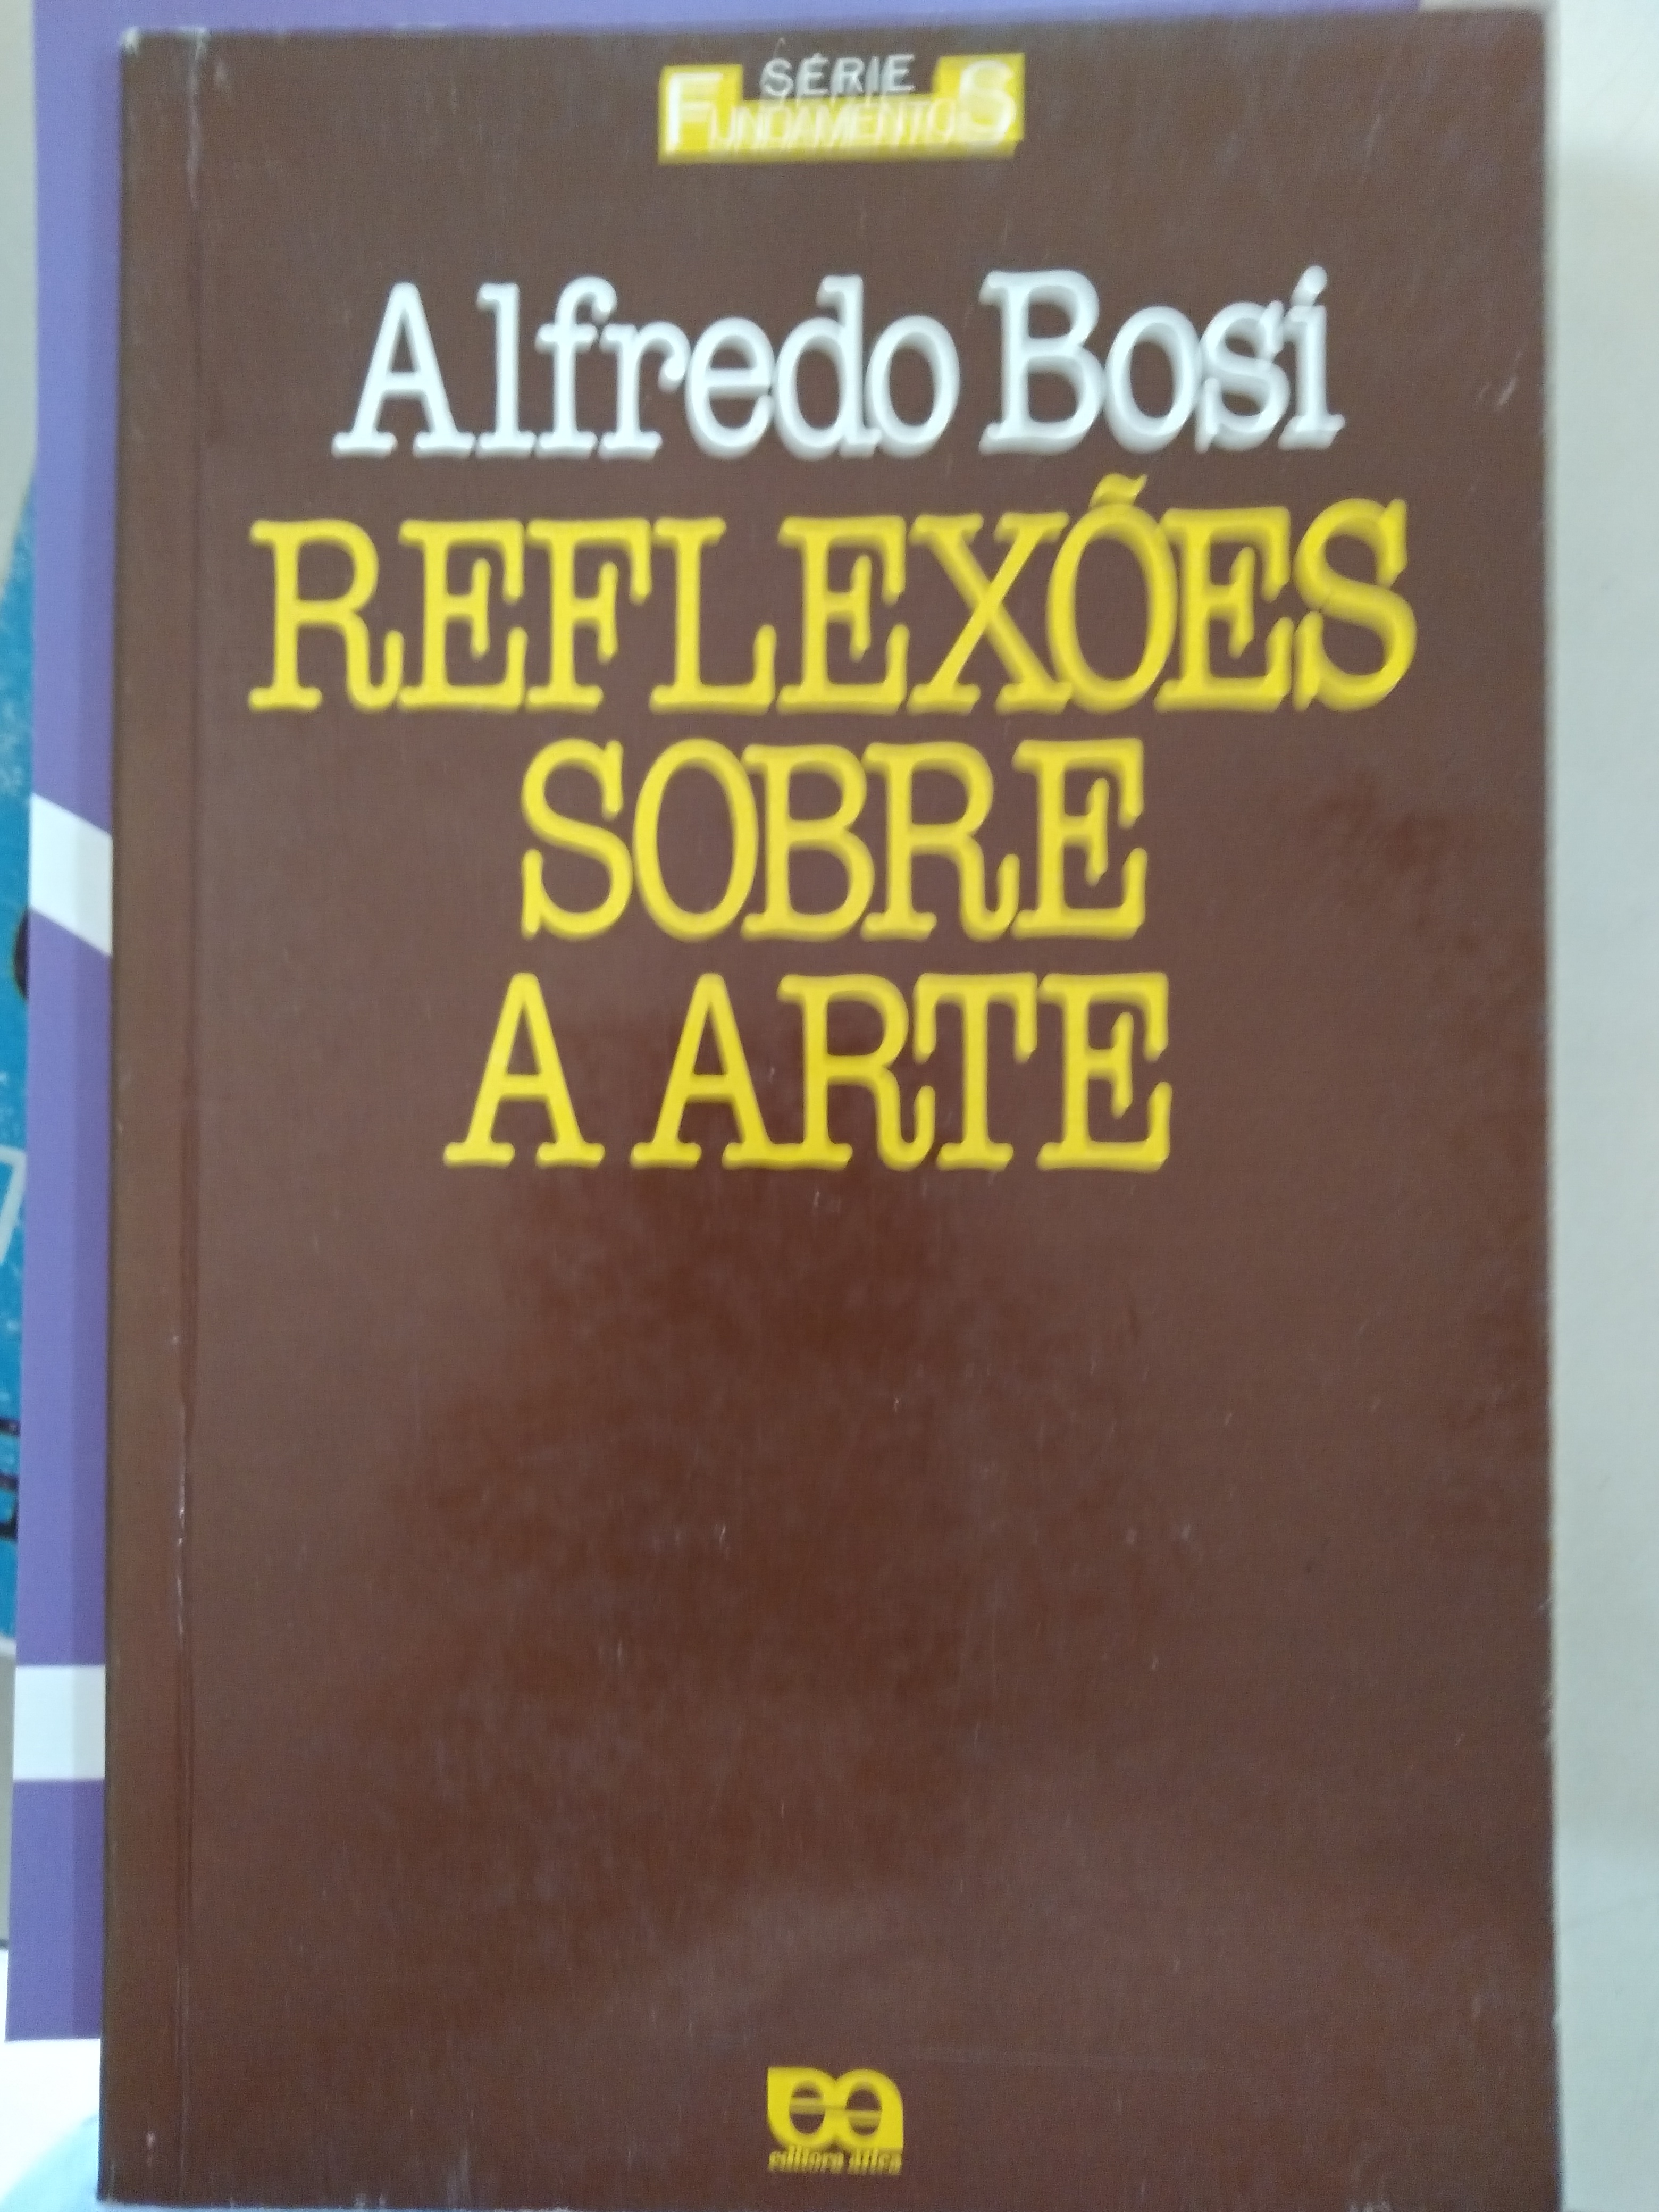 SÉRIE
FUNDAMENTOS
Alfredo Bosi
REFLEXÕES
SOBRE
A ARTE
editora ática